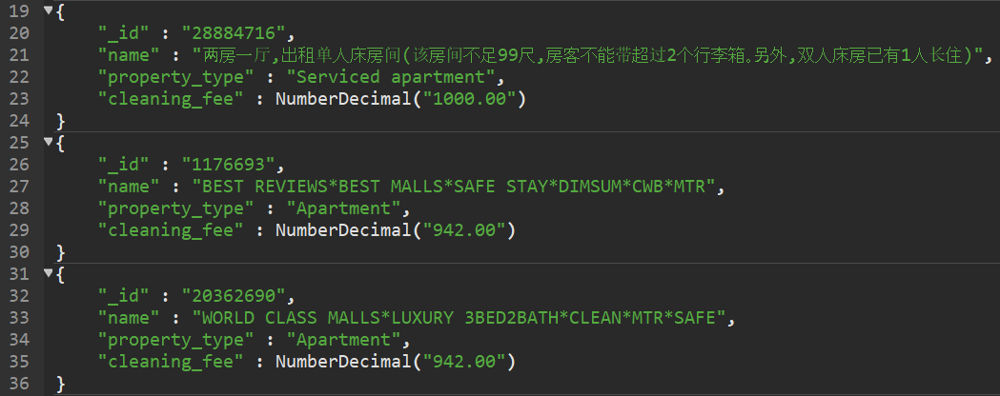 19 {
20 "_id" : "28884716",
21 "name" : "两房一厅,出租单人床房间(该房间不足99尺,房客不能带超过2个行李箱。另外,双人床房已有1人长住)",
22 "property_type" : "Serviced apartment",
23 "cleaning_fee" : NumberDecimal("1000.00")
24 }
25 {
26 "_id" : "1176693",
27 "name" : "BEST REVIEWS*BEST MALLS*SAFE STAY*DIMSUM*CWB*MTR",
28 "property_type" : "Apartment",
29 "cleaning_fee" : NumberDecimal("942.00")
30 }
31 {
32 "_id" : "20362690",
33 "name" : "WORLD CLASS MALLS*LUXURY 3BED2BATH*CLEAN*MTR*SAFE",
34 "property_type" : "Apartment",
35 "cleaning_fee" : NumberDecimal("942.00")
36 }